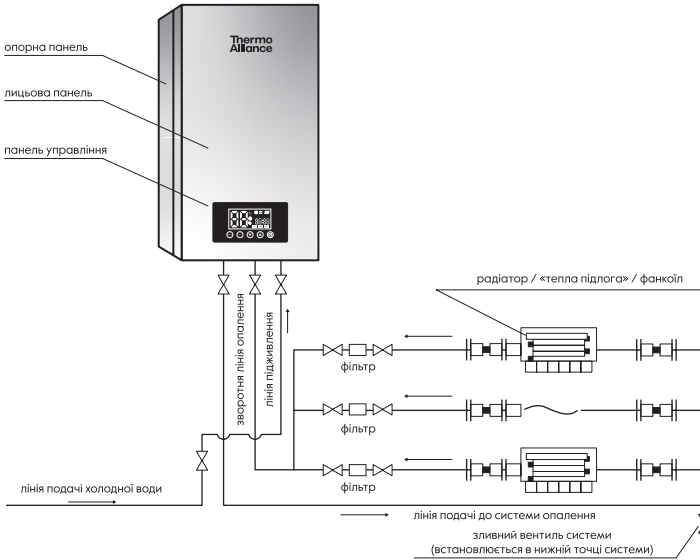 Thermo
Alliance
опорна панель
лицьова панель
панель управління
радіатор / «тепла підлога» / фанкоїл
зворотня лінія опалення
лінія підживлення
фільтр
фільтр
фільтр
лінія подачі холодної води
лінія подачі до системи опалення
зливний вентиль системи
(встановлюється в нижній точці системи)